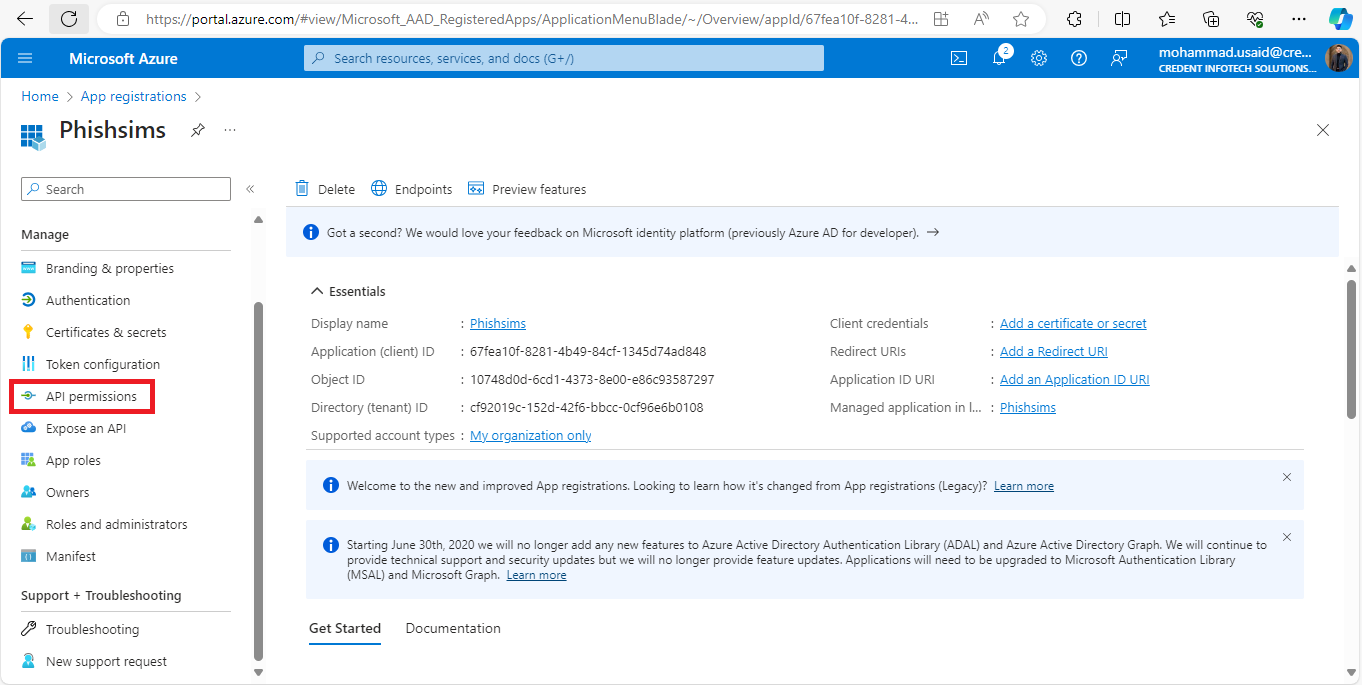 https://portal.azure.com/#view/Microsoft_AAD_RegisteredApps/ApplicationMenuBlade/~/Overview/appId/67fea10f-8281-4...
Microsoft Azure
Search resources, services, and docs (G+/)
2
mohammad.usaid@cre...
CREDENT INFOTECH SOLUTIONS...
Home > App registrations >
Phishsims
...
Search
«
Delete
Endpoints
Preview features
Manage
Branding & properties
Authentication
Certificates & secrets
Token configuration
API permissions
Expose an API
App roles
Owners
Roles and administrators
Manifest
Support + Troubleshooting
Troubleshooting
New support request
Got a second? We would love your feedback on Microsoft identity platform (previously Azure AD for developer). →
Essentials
Display name : Phishsims
Application (client) ID : 67fea10f-8281-4b49-84cf-1345d74ad848
Object ID : 10748d0d-6cd1-4373-8e00-e86c93587297
Directory (tenant) ID : cf92019c-152d-42f6-bbcc-0cf96e6b0108
Supported account types : My organization only
Client credentials : Add a certificate or secret
Redirect URIs : Add a Redirect URI
Application ID URI : Add an Application ID URI
Managed application in l... : Phishsims
Welcome to the new and improved App registrations. Looking to learn how it's changed from App registrations (Legacy)? Learn more
Starting June 30th, 2020 we will no longer add any new features to Azure Active Directory Authentication Library (ADAL) and Azure Active Directory Graph. We will continue to
provide technical support and security updates but we will no longer provide feature updates. Applications will need to be upgraded to Microsoft Authentication Library
(MSAL) and Microsoft Graph. Learn more
Get Started
Documentation